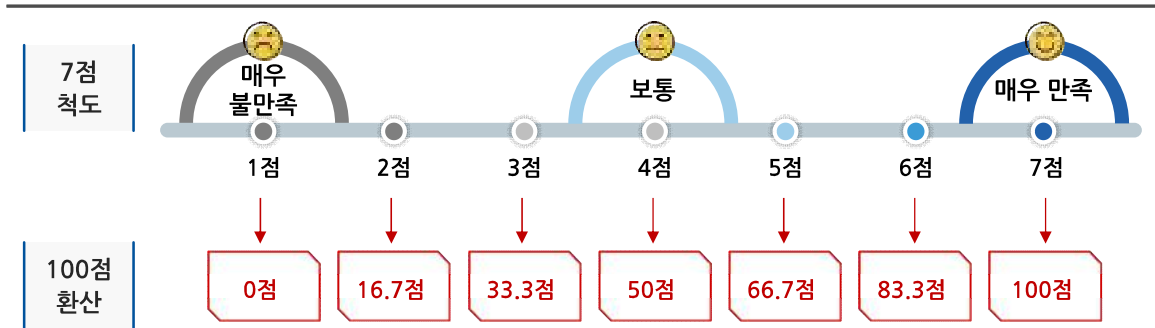 7점
척도
매우
불만족
보통
매우 만족
1점
2점
3점
4점
5점
6점
7점
100점
환산
0점
16.7점
33.3점
50점
66.7점
83.3점
100점